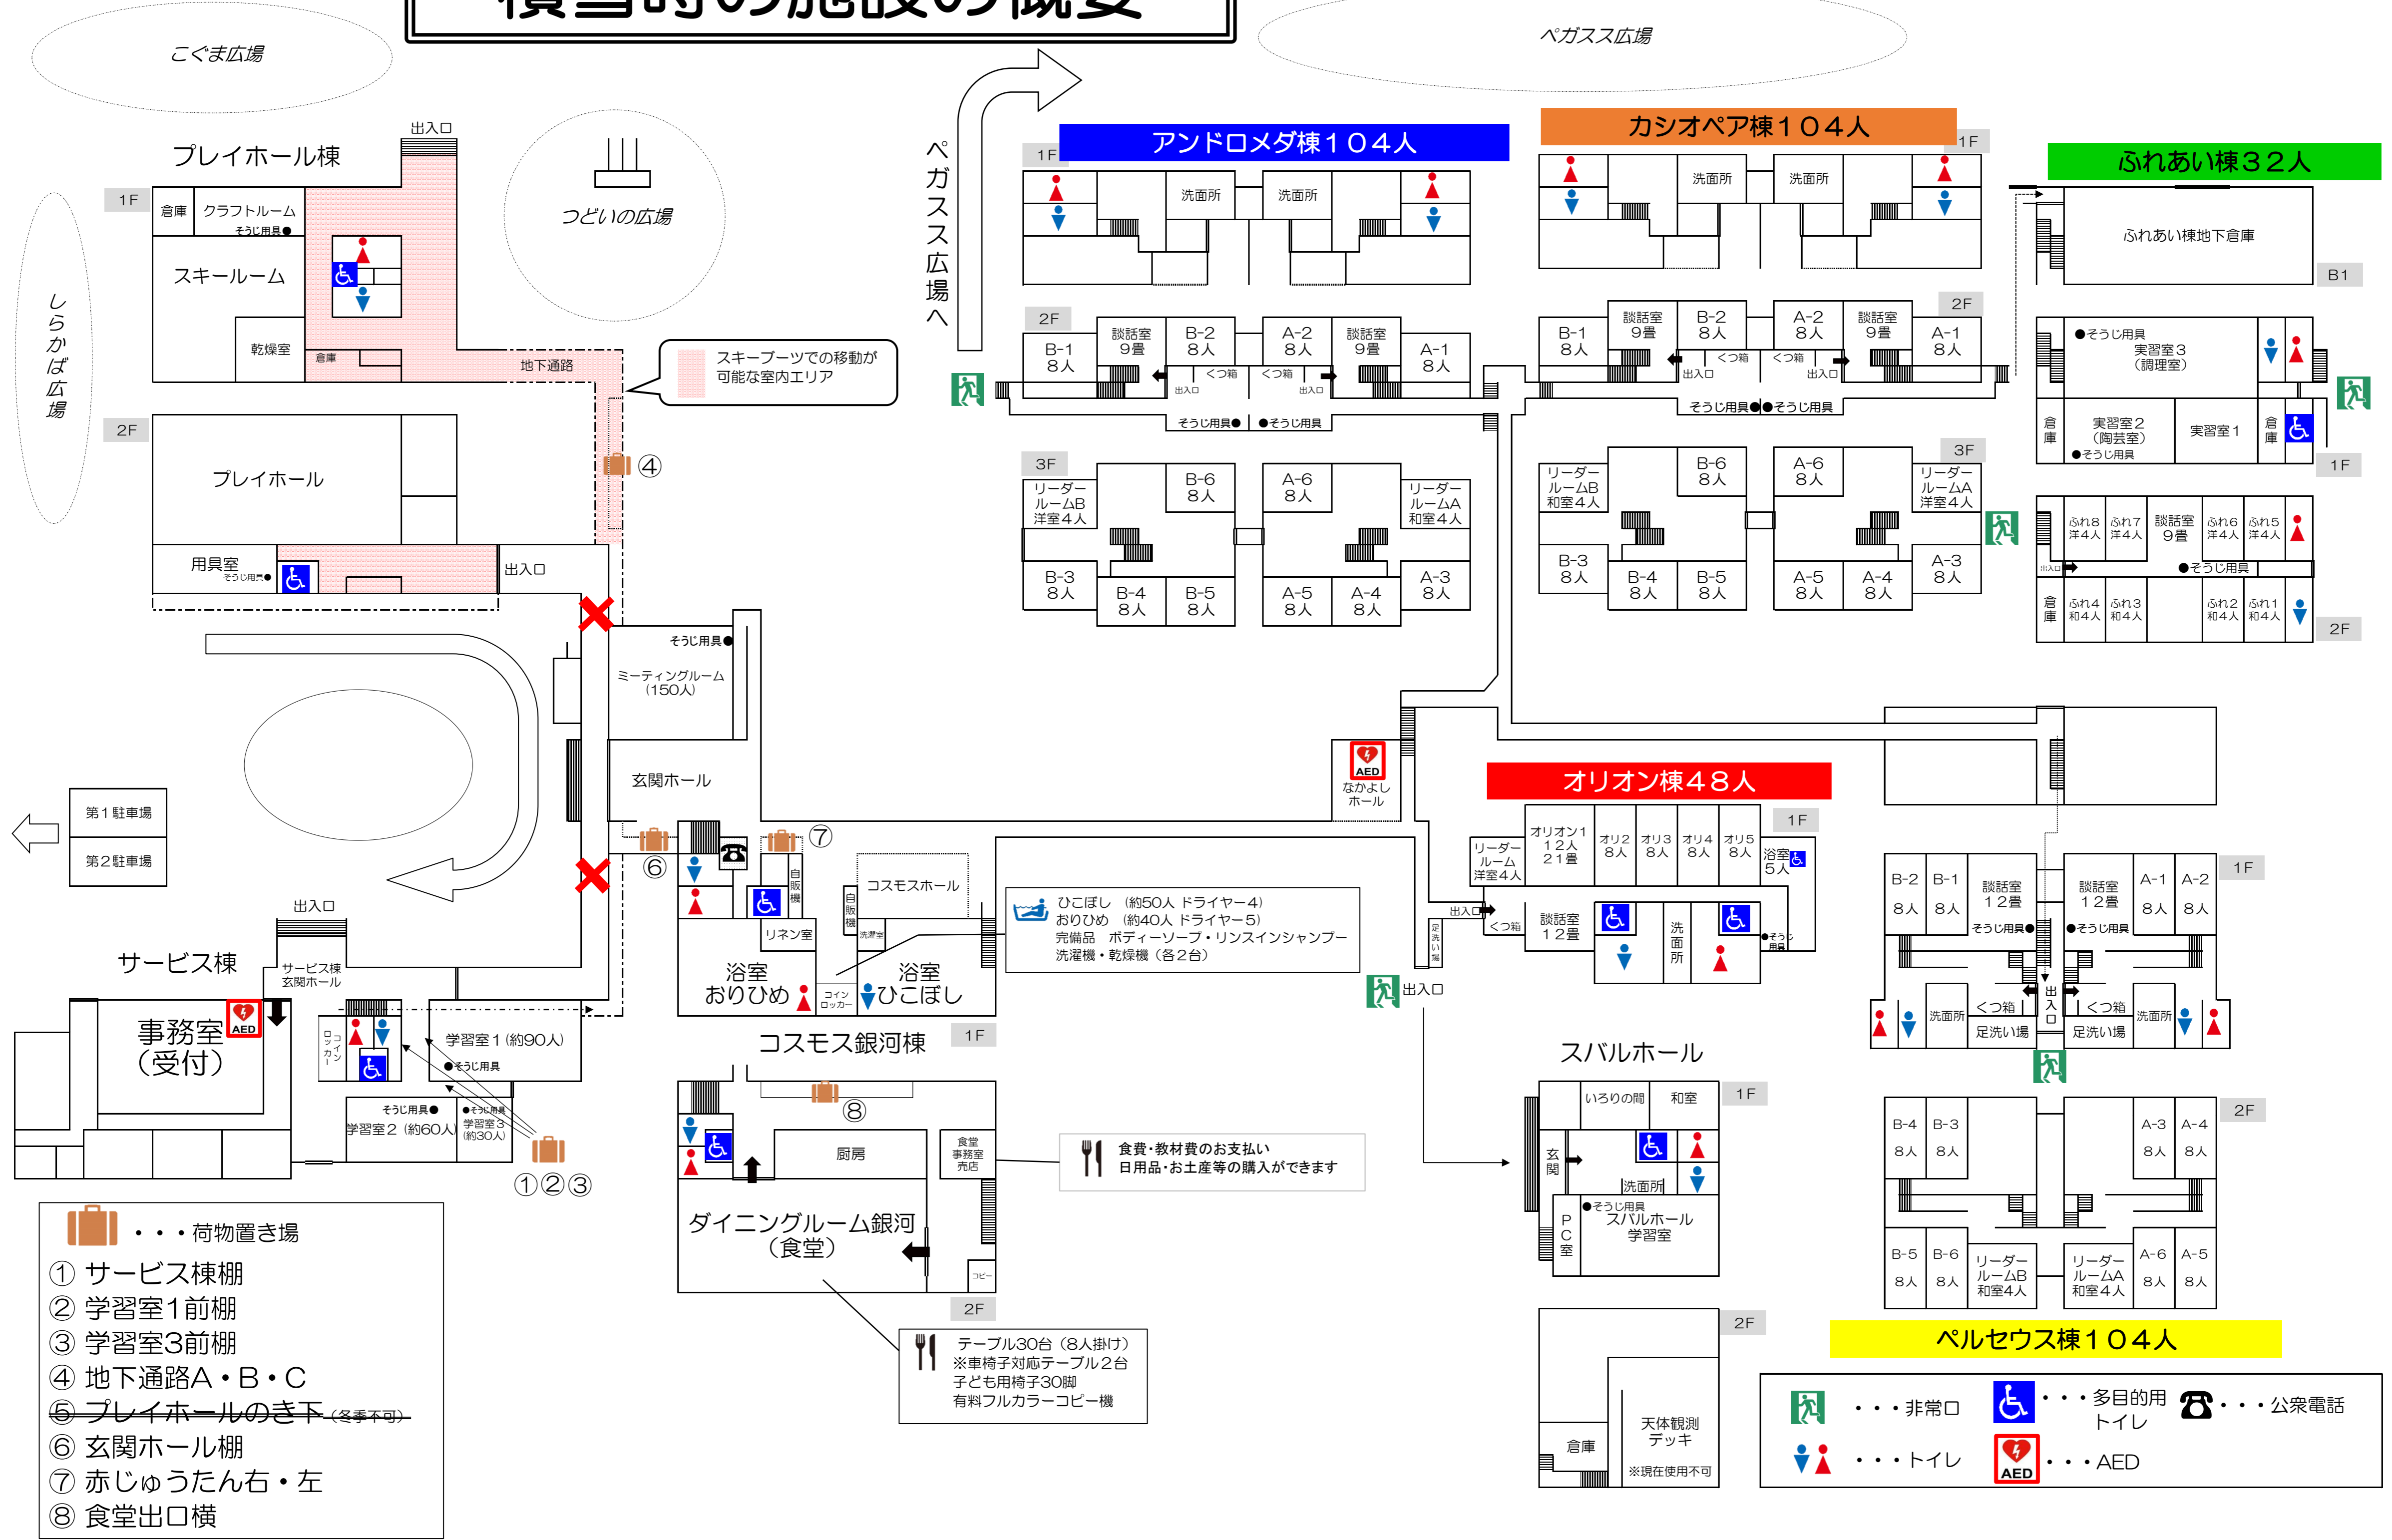 積雪時の施設の概要
こぐま広場
ペガスス広場
つどいの広場
しらかば広場
ペガスス広場へ
プレイホール棟
出入口
1F
倉庫
クラフトルーム
そうじ用具●
スキールーム
乾燥室
倉庫
地下通路
スキーブーツでの移動が
可能な室内エリア
④
2F
プレイホール
用具室
そうじ用具●
出入口
そうじ用具●
ミーティングルーム
(150人)
玄関ホール
第1駐車場
第2駐車場
⑥
⑦
自販機
自販機
コスモスホール
リネン室
洗濯室
浴室
おりひめ
コイン
ロッカー
浴室
ひこぼし
1F
コスモス銀河棟
ひこぼし (約50人 ドライヤー4)
おりひめ (約40人 ドライヤー5)
完備品 ボディーソープ・リンスインシャンプー
洗濯機・乾燥機 (各2台)
サービス棟
出入口
サービス棟
玄関ホール
事務室
(受付)
AED
コイン
ロッカー
学習室1 (約90人)
●そうじ用具
そうじ用具●
学習室2 (約60人)
●そうじ用具
学習室3
(約30人)
①②③
⑧
厨房
食堂
事務室
売店
ダイニングルーム銀河
(食堂)
コピー
2F
食費・教材費のお支払い
日用品・お土産等の購入ができます
テーブル30台 (8人掛け)
※車椅子対応テーブル2台
子ども用椅子30脚
有料フルカラーコピー機
・・・荷物置き場
① サービス棟棚
② 学習室1前棚
③ 学習室3前棚
④ 地下通路A・B・C
⑤ プレイホールのき下 (冬季不可)
⑥ 玄関ホール棚
⑦ 赤じゅうたん右・左
⑧ 食堂出口横
アンドロメダ棟104人
1F
洗面所
洗面所
2F
B-1
8人
談話室
9畳
B-2
8人
A-2
8人
談話室
9畳
A-1
8人
くつ箱
くつ箱
出入口
出入口
そうじ用具●
●そうじ用具
3F
リーダー
ルームB
洋室4人
B-6
8人
A-6
8人
リーダー
ルームA
和室4人
B-3
8人
B-4
8人
B-5
8人
A-5
8人
A-4
8人
A-3
8人
カシオペア棟104人
1F
洗面所
洗面所
2F
B-1
8人
談話室
9畳
B-2
8人
A-2
8人
談話室
9畳
A-1
8人
くつ箱
くつ箱
出入口
出入口
そうじ用具●
●そうじ用具
3F
リーダー
ルームB
和室4人
B-6
8人
A-6
8人
リーダー
ルームA
洋室4人
B-3
8人
B-4
8人
B-5
8人
A-5
8人
A-4
8人
A-3
8人
ふれあい棟32人
ふれあい棟地下倉庫
B1
●そうじ用具
実習室3
(調理室)
倉庫
実習室2
(陶芸室)
●そうじ用具
実習室1
倉庫
1F
ふれ8
洋4人
ふれ7
洋4人
談話室
9畳
ふれ6
洋4人
ふれ5
洋4人
出入口
●そうじ用具
倉庫
ふれ4
和4人
ふれ3
和4人
ふれ2
和4人
ふれ1
和4人
2F
AED
なかよし
ホール
オリオン棟48人
1F
リーダー
ルーム
洋室4人
オリオン1
12人
21畳
オリ2
8人
オリ3
8人
オリ4
8人
オリ5
8人
浴室
5人
出入口
くつ箱
足洗い場
談話室
12畳
洗面所
●そうじ
用具
出入口
スバルホール
1F
いろりの間
和室
玄関
洗面所
●そうじ用具
スバルホール
学習室
PC室
2F
倉庫
天体観測
デッキ
※現在使用不可
1F
B-2
8人
B-1
8人
談話室
12畳
談話室
12畳
A-1
8人
A-2
8人
そうじ用具●
●そうじ用具
洗面所
くつ箱
足洗い場
出入口
くつ箱
足洗い場
洗面所
2F
B-4
8人
B-3
8人
A-3
8人
A-4
8人
B-5
8人
B-6
8人
リーダー
ルームB
和室4人
リーダー
ルームA
和室4人
A-6
8人
A-5
8人
ペルセウス棟104人
・・・非常口
・・・多目的用
トイレ
・・・公衆電話
・・・トイレ
AED
・・・AED